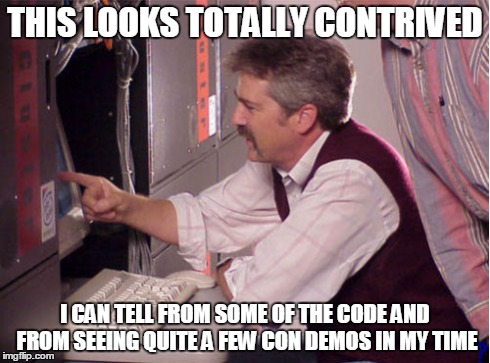 THIS LOOKS TOTALLY CONTRIVED
I CAN TELL FROM SOME OF THE CODE AND
FROM SEEING QUITE A FEW CON DEMOS IN MY TIME
imgflip.com